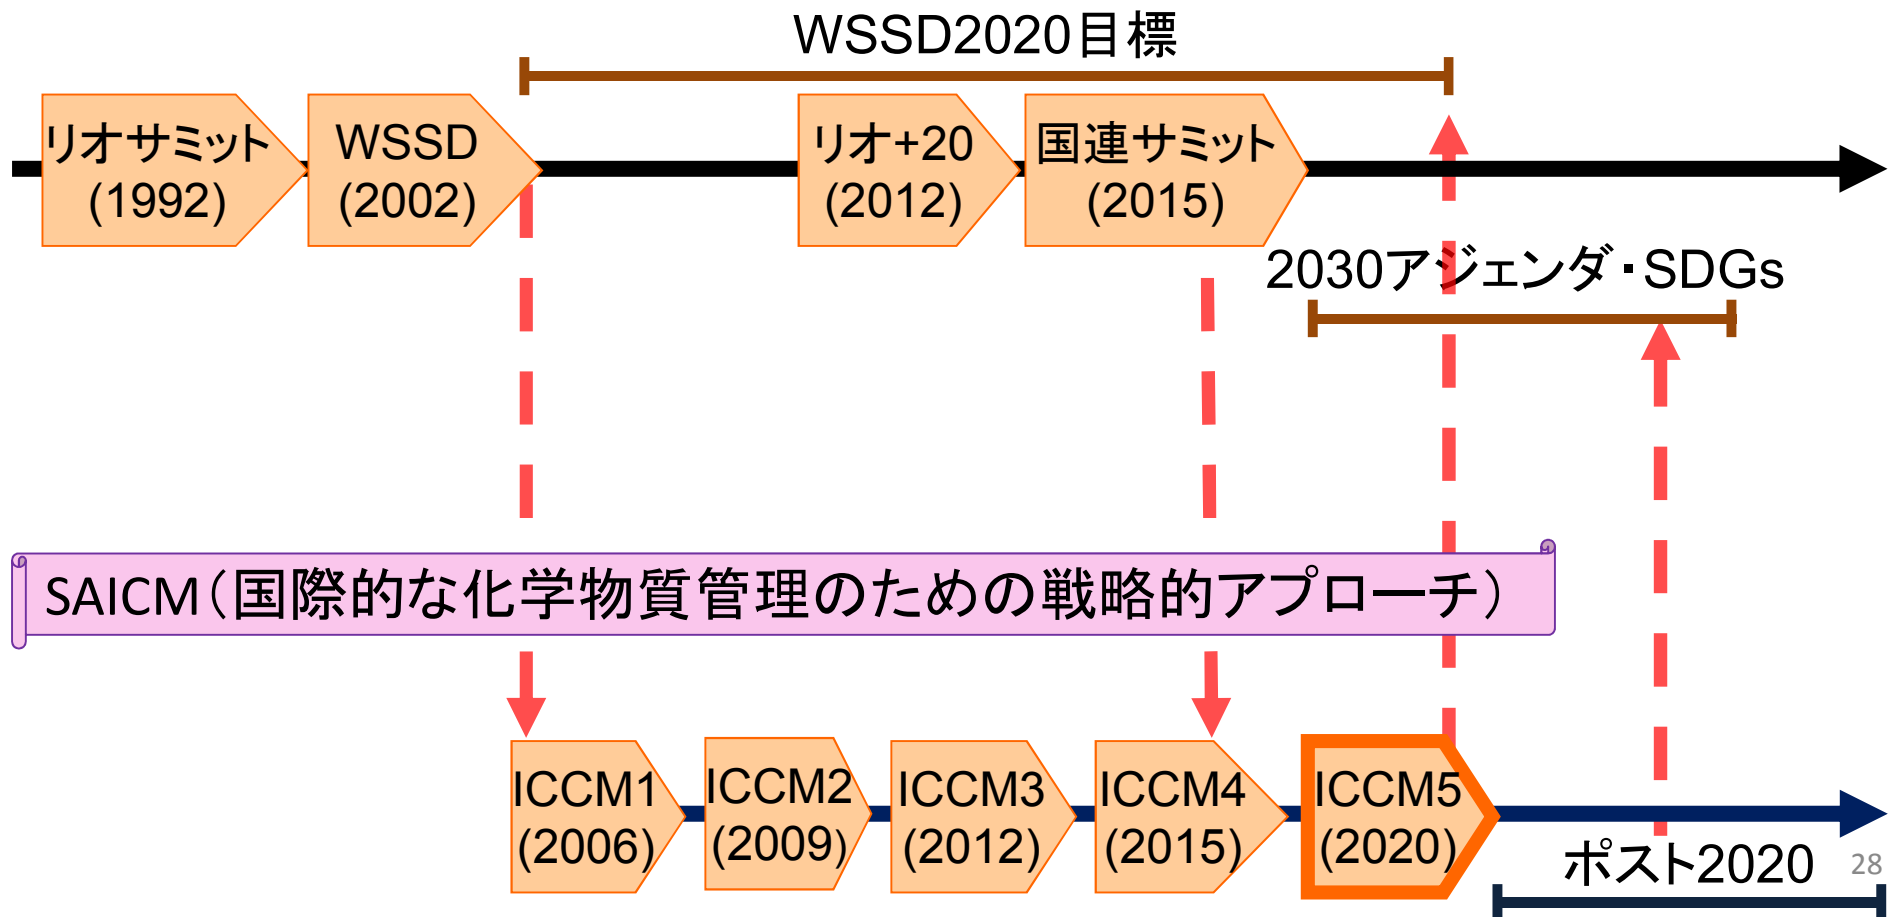 WSSD2020目標
リオサミット
(1992)
WSSD
(2002)
リオ+20
(2012)
国連サミット
(2015)
2030アジェンダ・SDGs
SAICM（国際的な化学物質管理のための戦略的アプローチ）
ICCM1
(2006)
ICCM2
(2009)
ICCM3
(2012)
ICCM4
(2015)
ICCM5
(2020)
ポスト2020
28